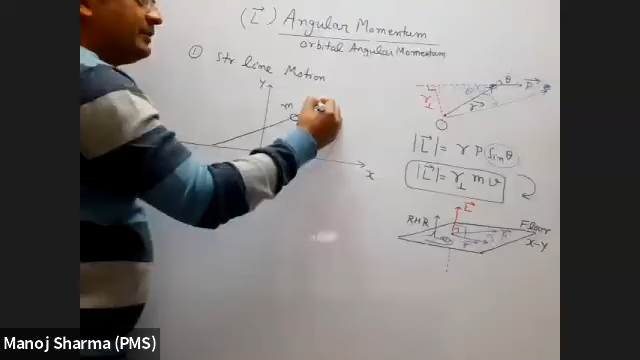 (L⃗) Angular Momentum
Orbital Angular Momentum
① Str line Motion
Y
m
x
θ
P⃗
r⊥
r⃗
O
|L⃗| = r P Sinθ
|L⃗| = r⊥ m v
L⃗
RHR
Floor
x-y
Manoj Sharma (PMS)